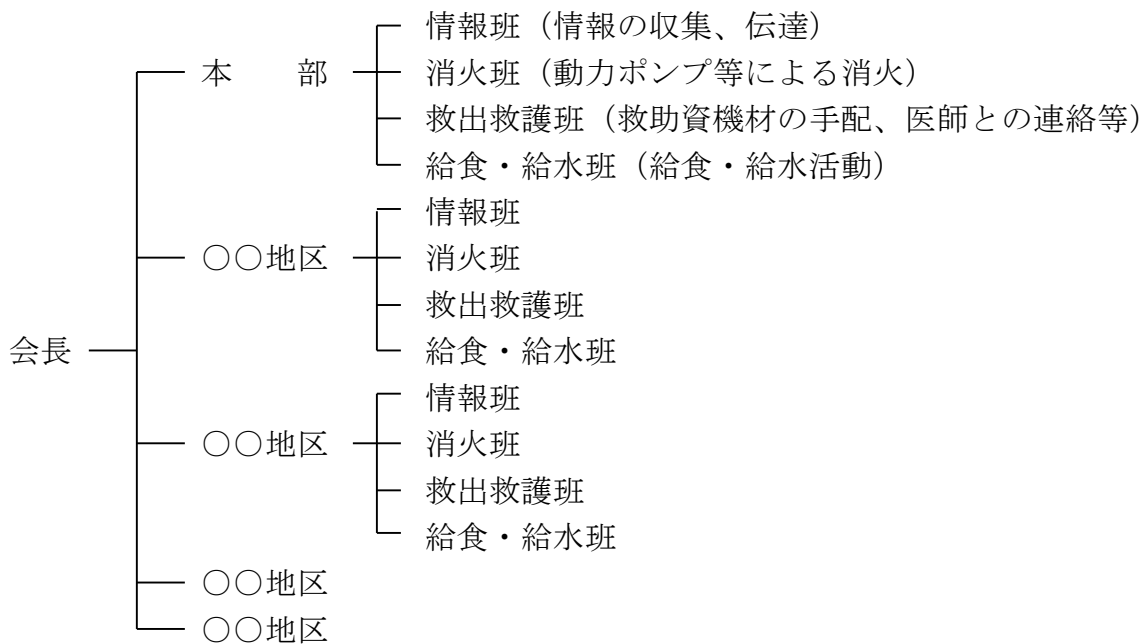 情報班（情報の収集、伝達）
本　　部
消火班（動力ポンプ等による消火）
救出救護班（救助資機材の手配、医師との連絡等）
給食・給水班（給食・給水活動）
情報班
〇〇地区
消火班
救出救護班
会長
給食・給水班
情報班
〇〇地区
消火班
救出救護班
給食・給水班
〇〇地区
〇〇地区